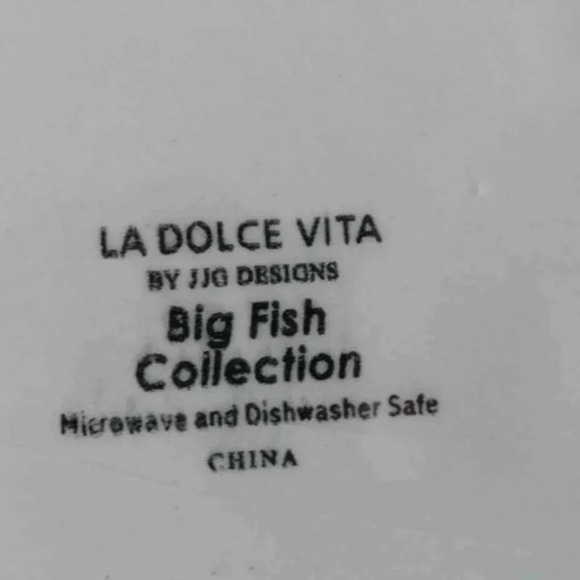 LA DOLCE VITA
BY JJG DESIGNS
Big Fish
Collection
Microwave and Dishwasher Safe
CHINA